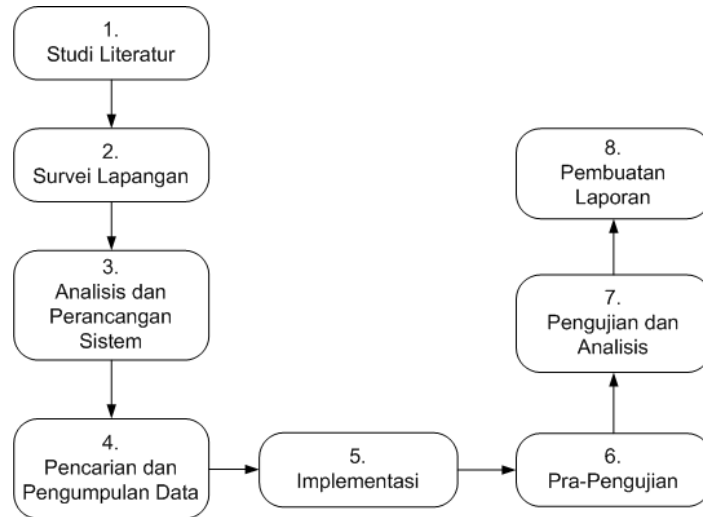 1.
Studi Literatur
2.
Survei Lapangan
3.
Analisis dan
Perancangan
Sistem
4.
Pencarian dan
Pengumpulan Data
5.
Implementasi
6.
Pra-Pengujian
7.
Pengujian dan
Analisis
8.
Pembuatan
Laporan